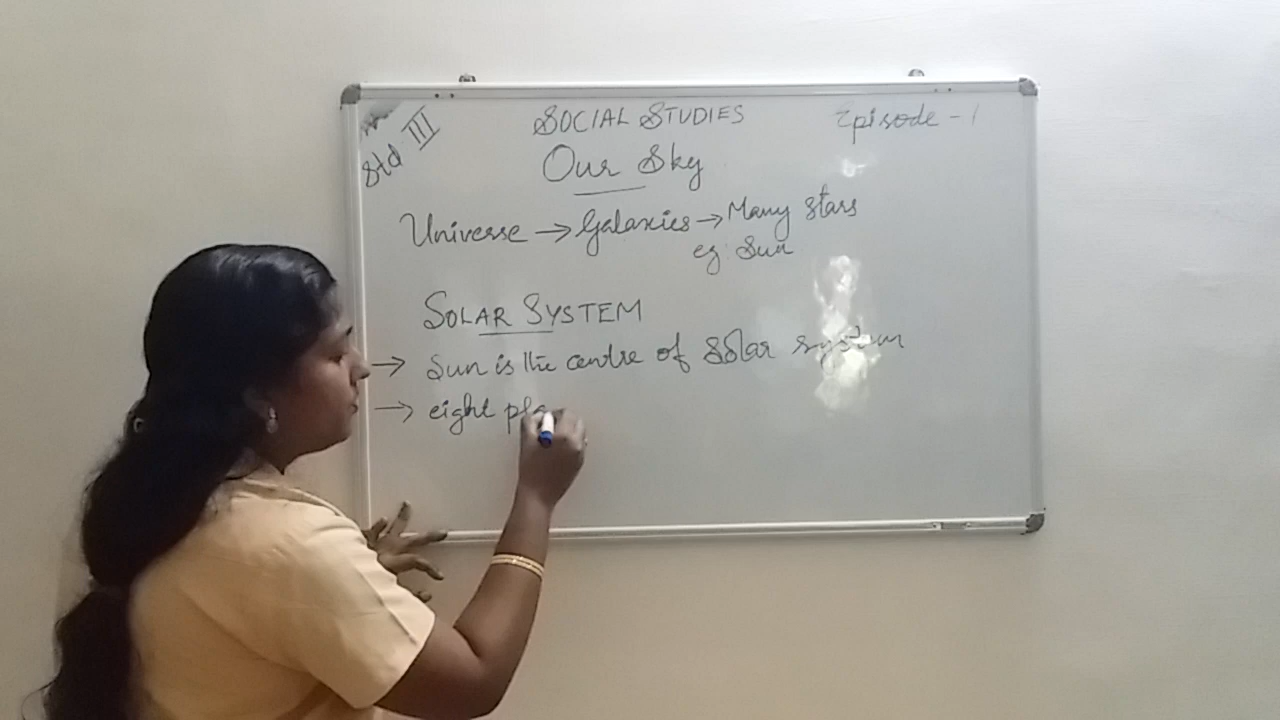 Std III
SOCIAL STUDIES
Episode - 1
Our Sky
Universe → Galaxies → Many stars
eg Sun
SOLAR SYSTEM
→ Sun is the centre of Solar system
→ eight pla